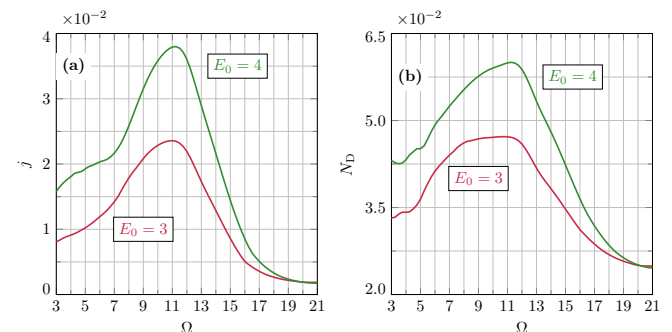 ×10⁻²
4
3
2
1
0
j
(a)
E₀ = 4
E₀ = 3
3 5 7 9 11 13 15 17 19 21
Ω
×10⁻²
6.5
5.0
3.5
2.0
N_D
(b)
E₀ = 4
E₀ = 3
3 5 7 9 11 13 15 17 19 21
Ω